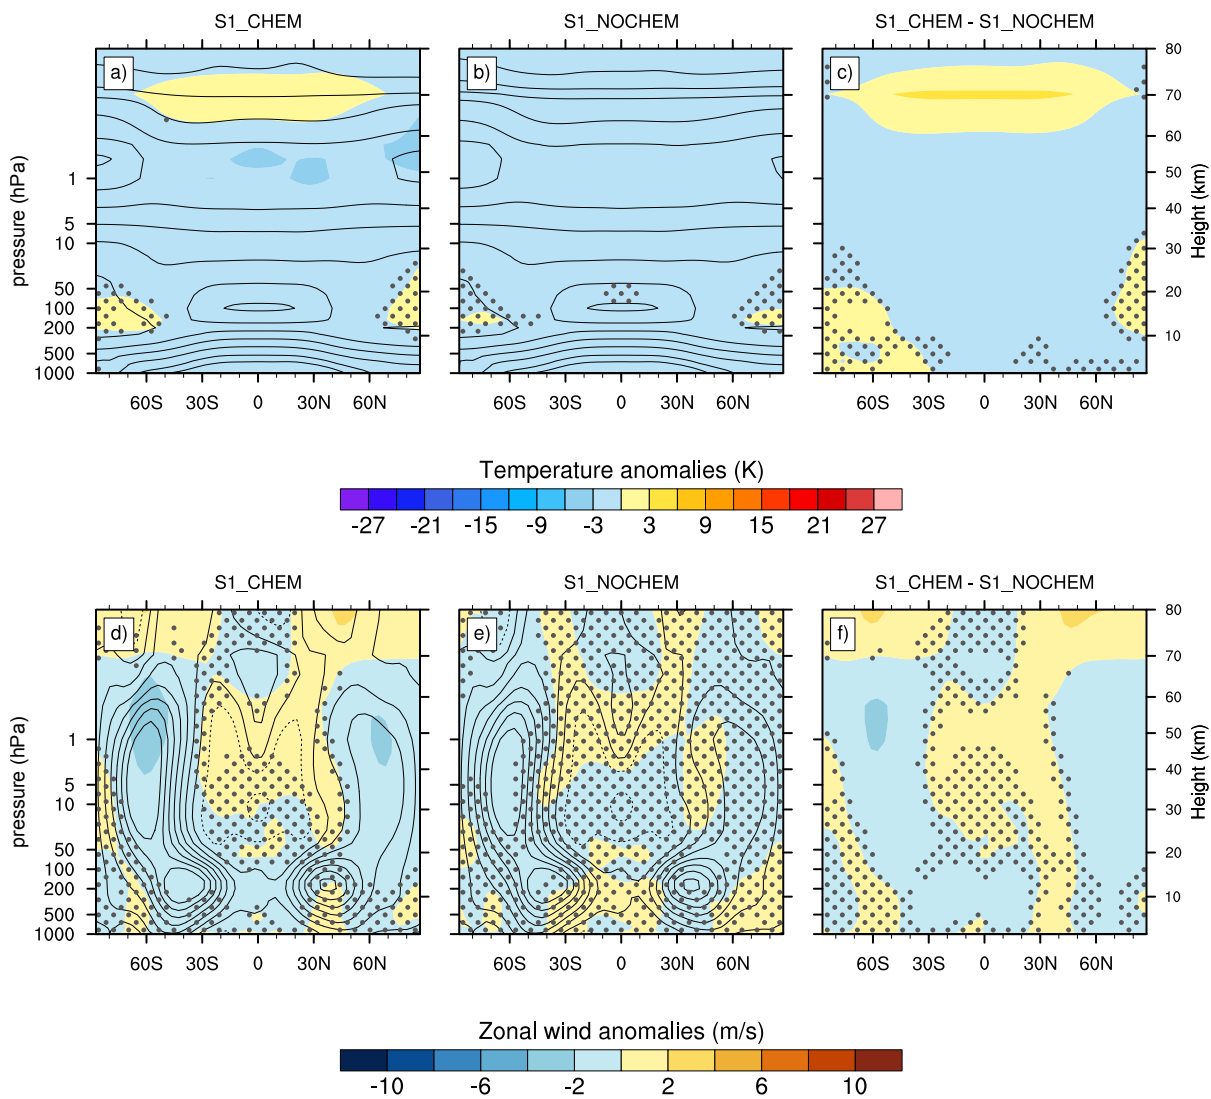 S1_CHEM
S1_NOCHEM
S1_CHEM - S1_NOCHEM
a)
b)
c)
pressure (hPa)
1
5
10
50
100
200
500
1000
80
70
60
50
40
30
20
10
Height (km)
60S 30S 0 30N 60N
60S 30S 0 30N 60N
60S 30S 0 30N 60N
Temperature anomalies (K)
-27 -21 -15 -9 -3 3 9 15 21 27
S1_CHEM
S1_NOCHEM
S1_CHEM - S1_NOCHEM
d)
e)
f)
pressure (hPa)
1
5
10
50
100
200
500
1000
80
70
60
50
40
30
20
10
Height (km)
60S 30S 0 30N 60N
60S 30S 0 30N 60N
60S 30S 0 30N 60N
Zonal wind anomalies (m/s)
-10 -6 -2 2 6 10